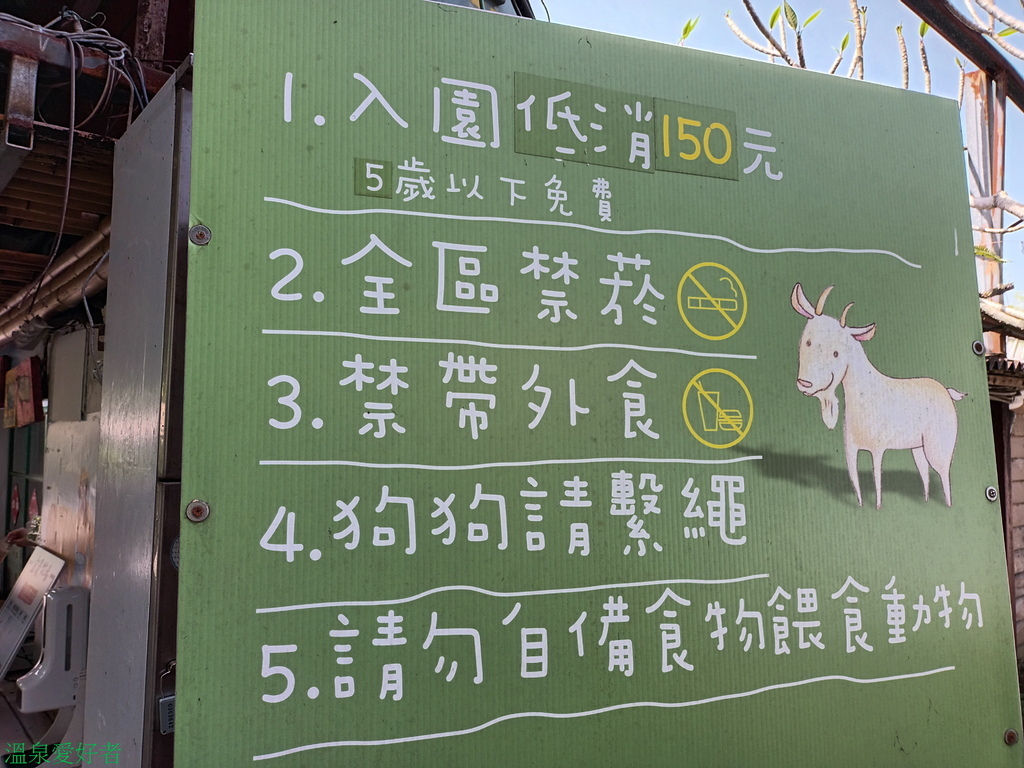 1.入園低消150元
5歲以下免費
2.全區禁菸
3.禁帶外食
4.狗狗請繫繩
5.請勿自備食物餵食動物
溫泉愛好者